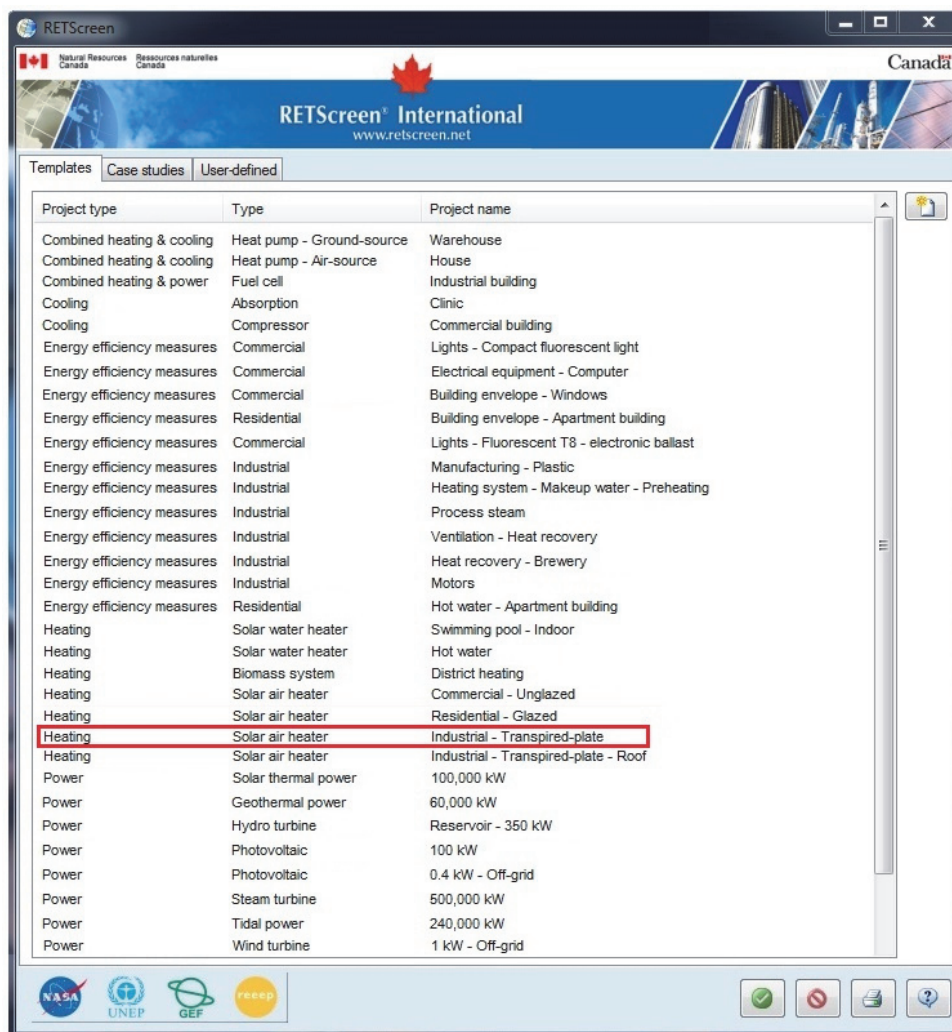 RETScreen
Natural Resources Canada Ressources naturelles Canada Canada
RETScreen® International
www.retscreen.net
Templates Case studies User-defined
Project type Type Project name
Combined heating & cooling Heat pump - Ground-source Warehouse
Combined heating & cooling Heat pump - Air-source House
Combined heating & power Fuel cell Industrial building
Cooling Absorption Clinic
Cooling Compressor Commercial building
Energy efficiency measures Commercial Lights - Compact fluorescent light
Energy efficiency measures Commercial Electrical equipment - Computer
Energy efficiency measures Commercial Building envelope - Windows
Energy efficiency measures Residential Building envelope - Apartment building
Energy efficiency measures Commercial Lights - Fluorescent T8 - electronic ballast
Energy efficiency measures Industrial Manufacturing - Plastic
Energy efficiency measures Industrial Heating system - Makeup water - Preheating
Energy efficiency measures Industrial Process steam
Energy efficiency measures Industrial Ventilation - Heat recovery
Energy efficiency measures Industrial Heat recovery - Brewery
Energy efficiency measures Industrial Motors
Energy efficiency measures Residential Hot water - Apartment building
Heating Solar water heater Swimming pool - Indoor
Heating Solar water heater Hot water
Heating Biomass system District heating
Heating Solar air heater Commercial - Unglazed
Heating Solar air heater Residential - Glazed
Heating Solar air heater Industrial - Transpired-plate
Heating Solar air heater Industrial - Transpired-plate - Roof
Power Solar thermal power 100,000 kW
Power Geothermal power 60,000 kW
Power Hydro turbine Reservoir - 350 kW
Power Photovoltaic 100 kW
Power Photovoltaic 0.4 kW - Off-grid
Power Steam turbine 500,000 kW
Power Tidal power 240,000 kW
Power Wind turbine 1 kW - Off-grid
NASA UNEP GEF reeep